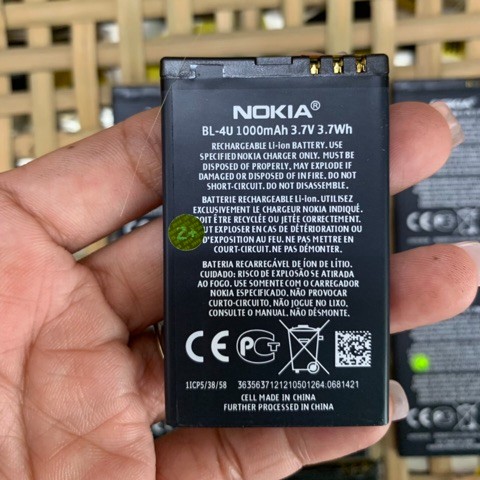 NOKIA®
BL-4U 1000mAh 3.7V 3.7Wh
RECHARGEABLE Li-ion BATTERY. USE
SPECIFIED NOKIA CHARGER ONLY. MUST BE
DISPOSED OF PROPERLY, MAY EXPLODE IF
DAMAGED OR DISPOSED OF IN FIRE. DO
NOT SHORT-CIRCUIT. DO NOT DISASSEMBLE.
BATTERIE RECHARGEABLE Li-ion. UTILISEZ
EXCLUSIVEMENT LE CHARGEUR NOKIA INDIQUÉ.
DOIT ÊTRE RECYCLÉE OU JETÉE CORRECTEMENT.
PEUT EXPLOSER EN CAS DE DOMMAGE OU
D'EXPOSITION AU FEU. NE PAS METTRE EN
COURT-CIRCUIT. NE PAS DÉMONTER.
BATERIA RECARREGÁVEL DE ÍON DE LÍTIO.
CUIDADO: RISCO DE EXPLOSÃO SE ATIRADA
AO FOGO. USE SOMENTE COM O CARREGADOR
NOKIA ESPECIFICADO. NÃO PROVOQUE
CURTO-CIRCUITO, NÃO JOGUE NO LIXO.
CONSULTE O MANUAL. NÃO DESMONTE.
CE
1ICP5/38/58 3635637121210501264.0681421
CELL MADE IN CHINA
FURTHER PROCESSED IN CHINA